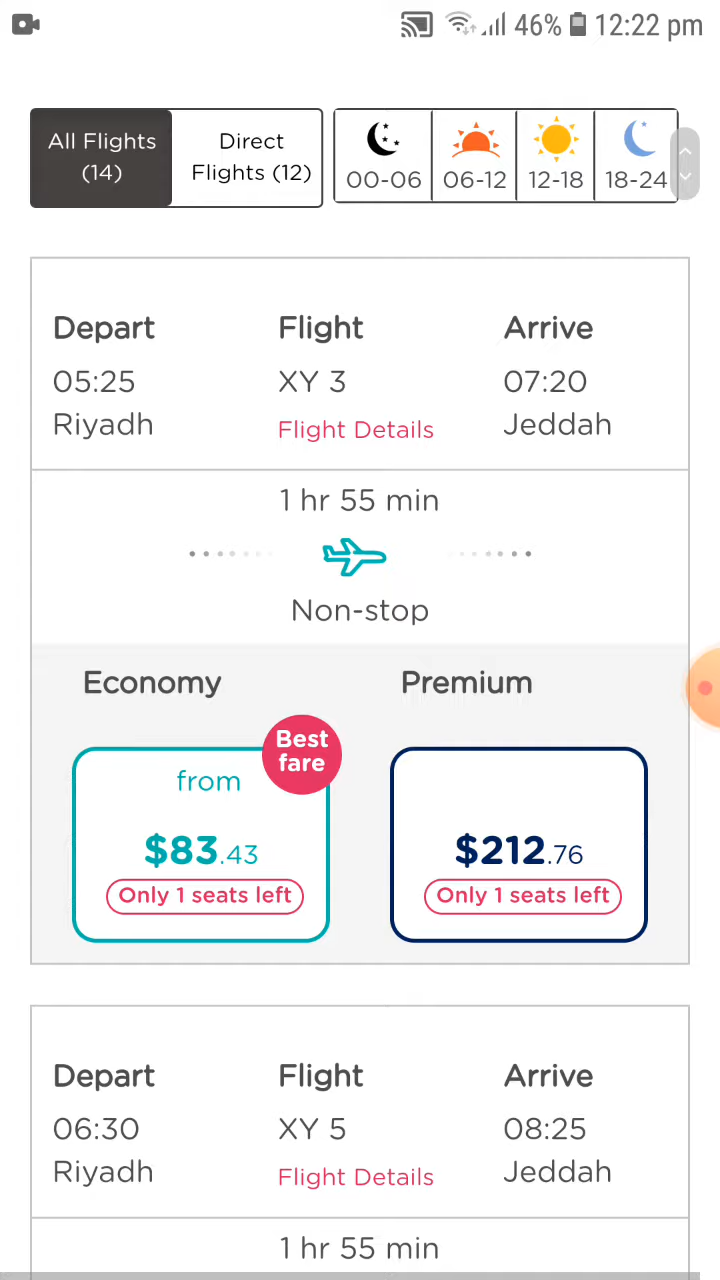 46% 12:22 pm
All Flights (14)
Direct Flights (12)
00-06 06-12 12-18 18-24
Depart Flight Arrive
05:25 XY 3 07:20
Riyadh Flight Details Jeddah
1 hr 55 min
Non-stop
Economy Premium
Best fare
from
$83.43 $212.76
Only 1 seats left Only 1 seats left
Depart Flight Arrive
06:30 XY 5 08:25
Riyadh Flight Details Jeddah
1 hr 55 min